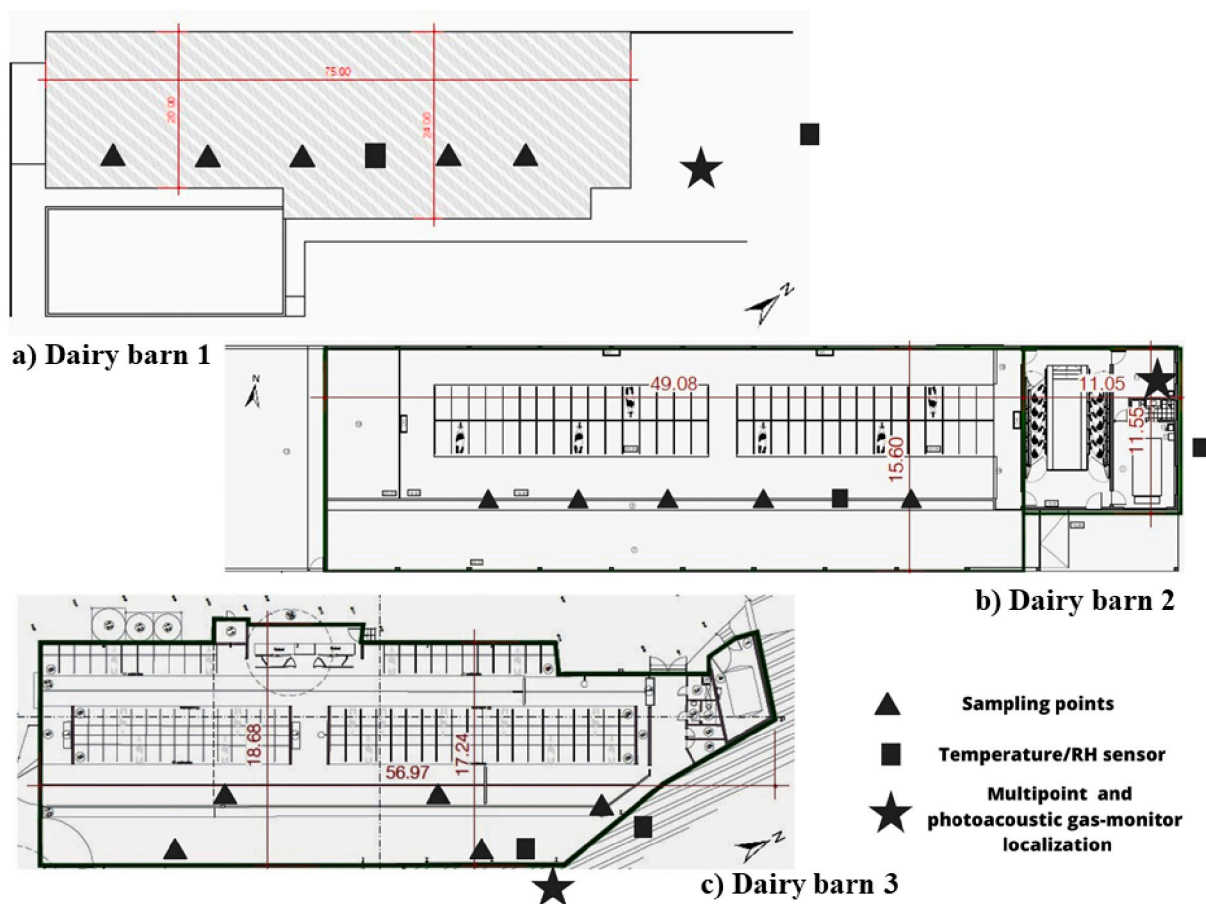 75.00
20.00
24.00
N
a) Dairy barn 1
N
49.08
11.05
11.55
15.60
b) Dairy barn 2
18.68
17.24
56.97
N
c) Dairy barn 3
Sampling points
Temperature/RH sensor
Multipoint and
photoacoustic gas-monitor
localization